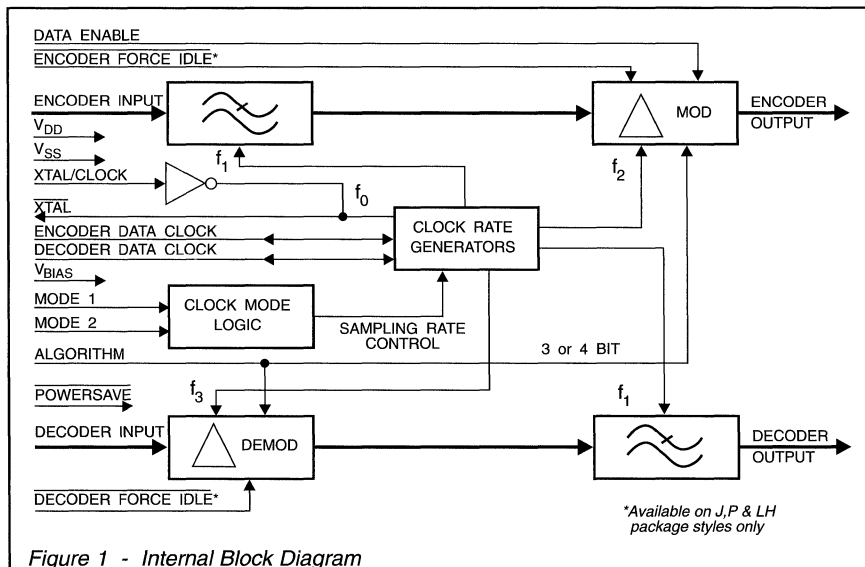 DATA ENABLE
ENCODER FORCE IDLE*
ENCODER INPUT
MOD
ENCODER
OUTPUT
VDD
VSS
f1
f2
XTAL/CLOCK
f0
XTAL
CLOCK RATE
GENERATORS
ENCODER DATA CLOCK
DECODER DATA CLOCK
VBIAS
MODE 1
CLOCK MODE
LOGIC
MODE 2
SAMPLING RATE
CONTROL
ALGORITHM
3 or 4 BIT
f3
f1
POWERSAVE
DECODER INPUT
DEMOD
DECODER
OUTPUT
DECODER FORCE IDLE*
*Available on J,P & LH
package styles only
Figure 1 - Internal Block Diagram